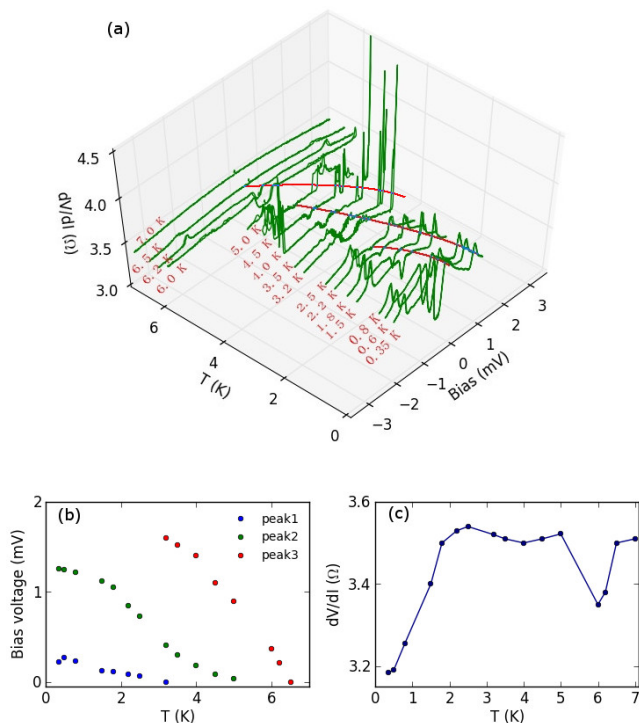 (a)
dV/dI (Ω)
4.5
4.0
3.5
3.0
7.0 K
6.5 K
6.2 K
6.0 K
5.0 K
4.5 K
4.0 K
3.5 K
3.2 K
2.5 K
2.2 K
1.8 K
1.5 K
0.8 K
0.6 K
0.35 K
6
4
2
0
T (K)
−3
−2
−1
0
1
2
3
Bias (mV)
(b)
peak1
peak2
peak3
Bias voltage (mV)
2
1
0
0
2
4
6
T (K)
(c)
dV/dI (Ω)
3.6
3.4
3.2
0
1
2
3
4
5
6
7
T (K)